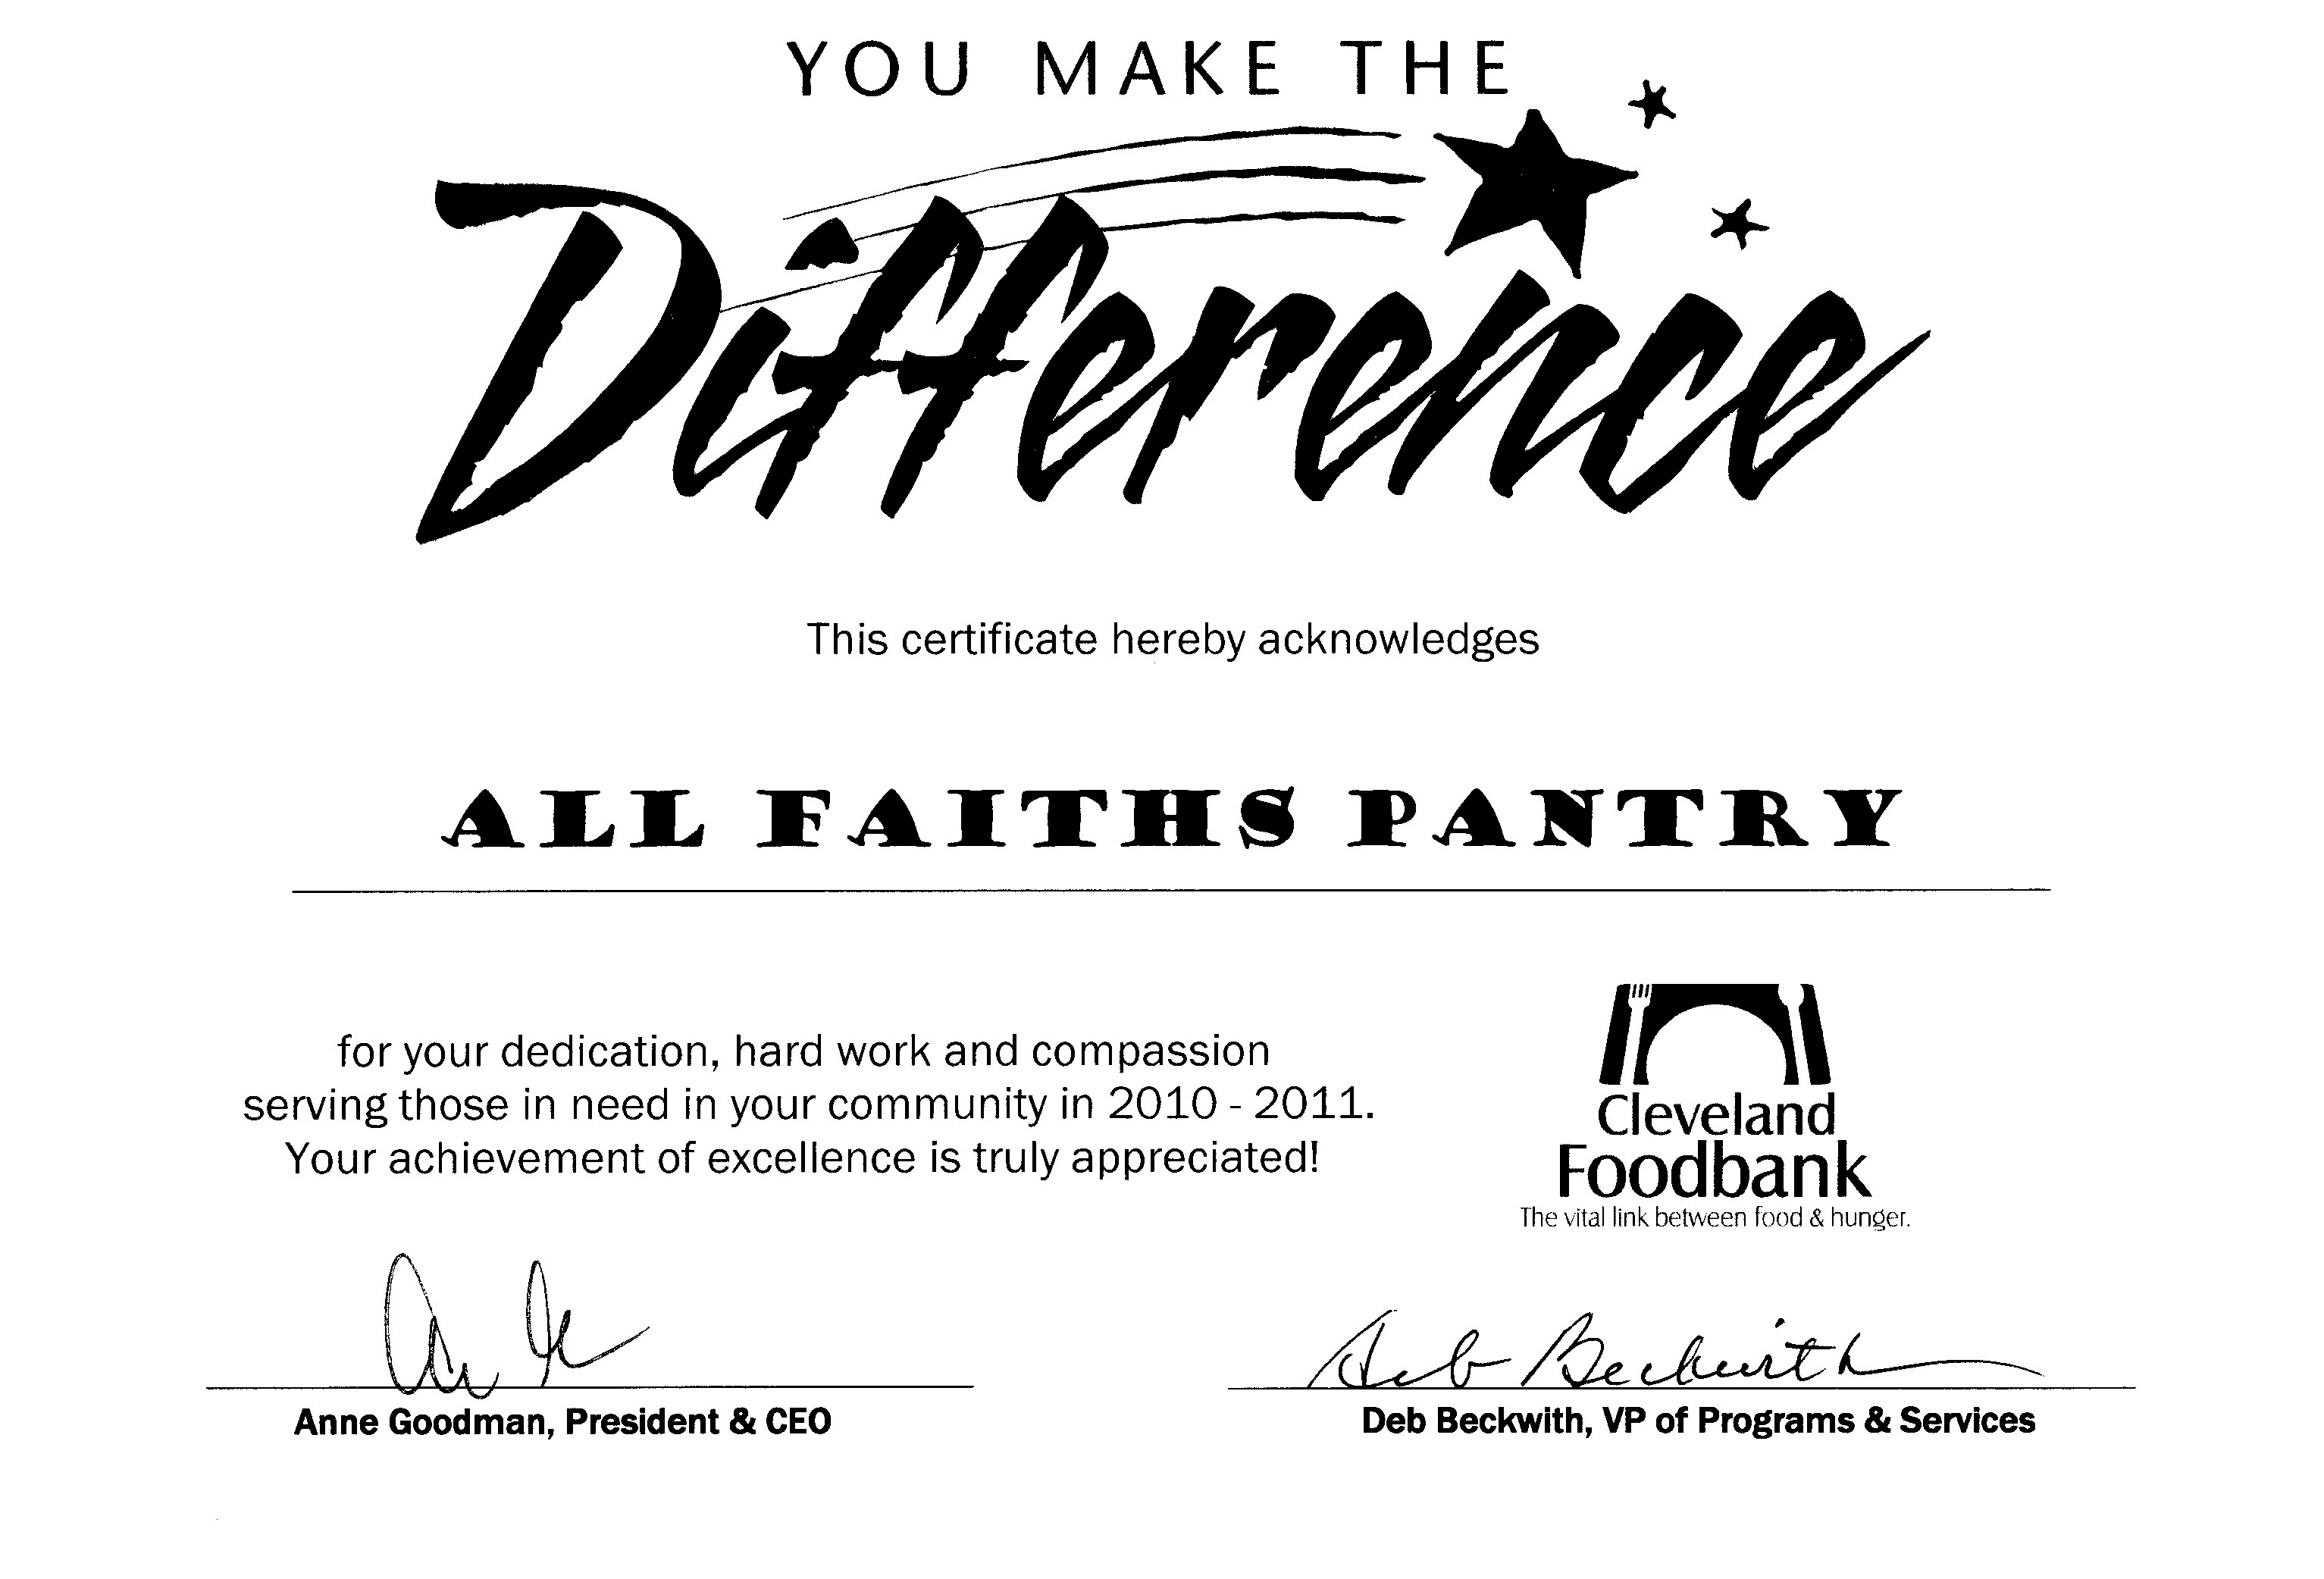 YOU MAKE THE
Difference
This certificate hereby acknowledges
ALL FAITHS PANTRY
for your dedication, hard work and compassion
serving those in need in your community in 2010 - 2011.
Your achievement of excellence is truly appreciated!
Cleveland
Foodbank
The vital link between food & hunger.
Deb Beckwith
Anne Goodman, President & CEO
Deb Beckwith, VP of Programs & Services